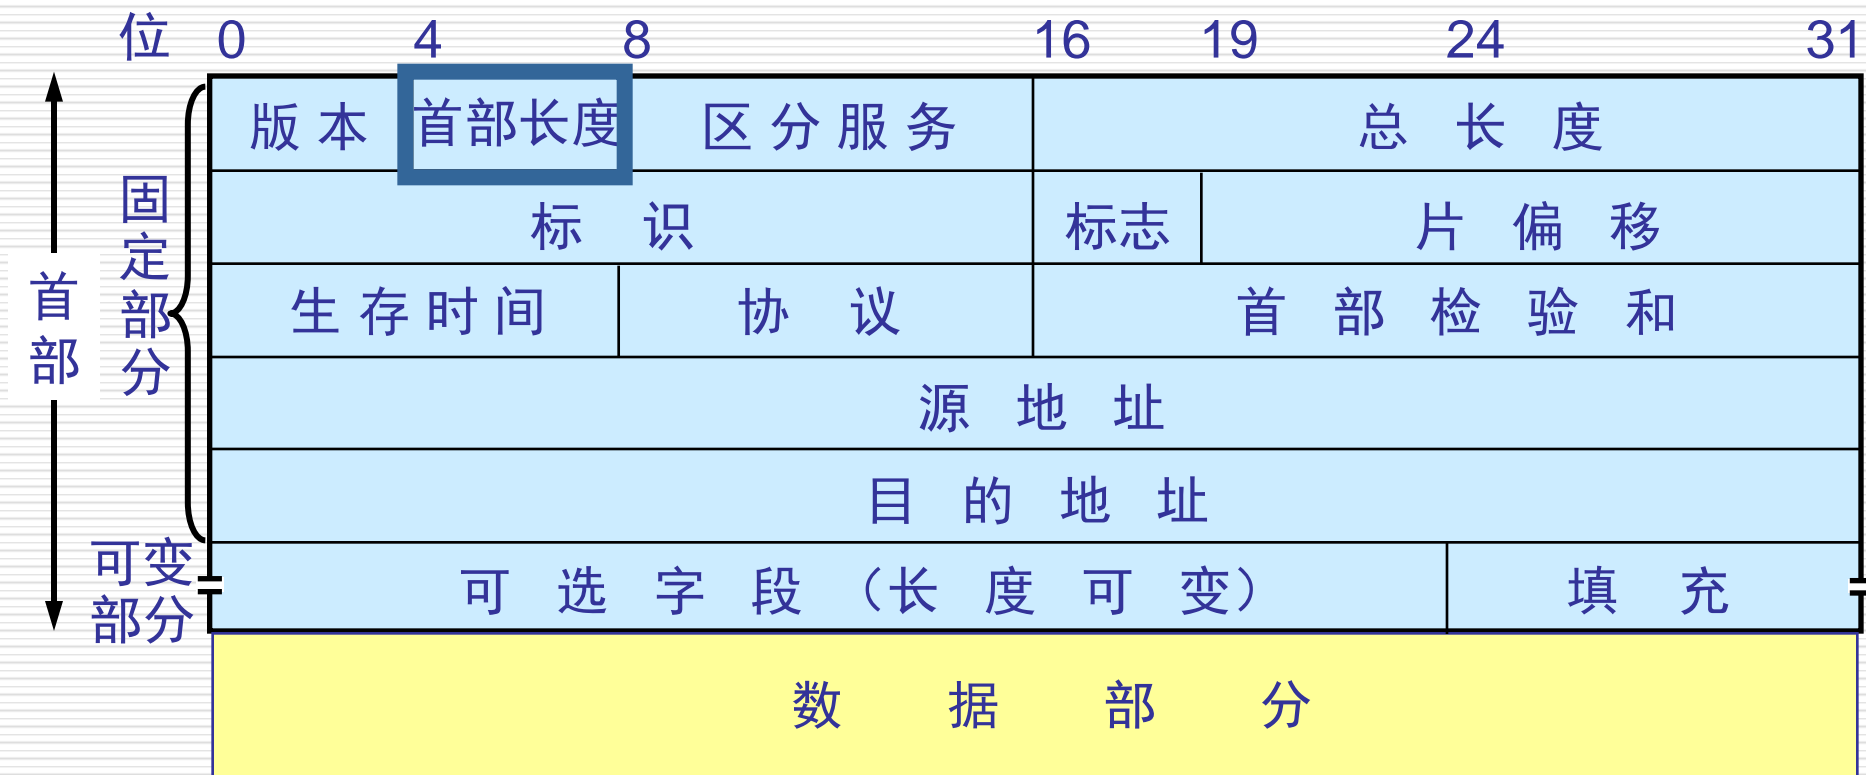 位 0 4 8 16 19 24 31
版本 首部长度 区分服务 总长度
标识 标志 片偏移
生存时间 协议 首部检验和
源地址
目的地址
可选字段（长度可变） 填充
数据部分
首部
固定部分
可变
部分